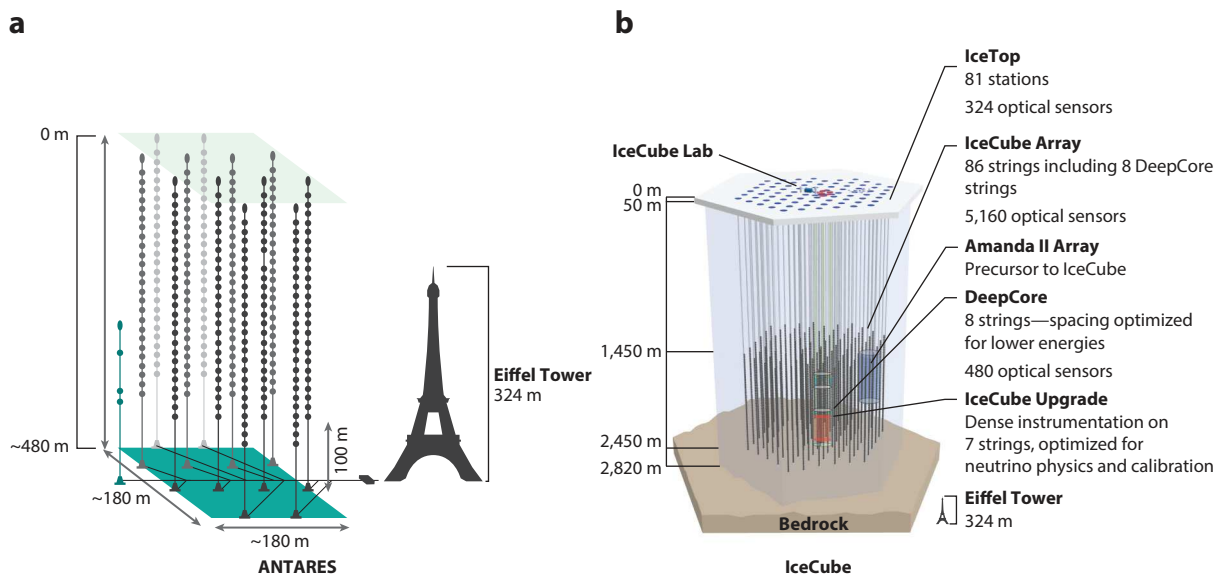 a
0 m
~480 m
~180 m
~180 m
100 m
Eiffel Tower
324 m
ANTARES
b
IceCube Lab
0 m
50 m
1,450 m
2,450 m
2,820 m
Bedrock
IceCube
IceTop
81 stations
324 optical sensors
IceCube Array
86 strings including 8 DeepCore
strings
5,160 optical sensors
Amanda II Array
Precursor to IceCube
DeepCore
8 strings—spacing optimized
for lower energies
480 optical sensors
IceCube Upgrade
Dense instrumentation on
7 strings, optimized for
neutrino physics and calibration
Eiffel Tower
324 m